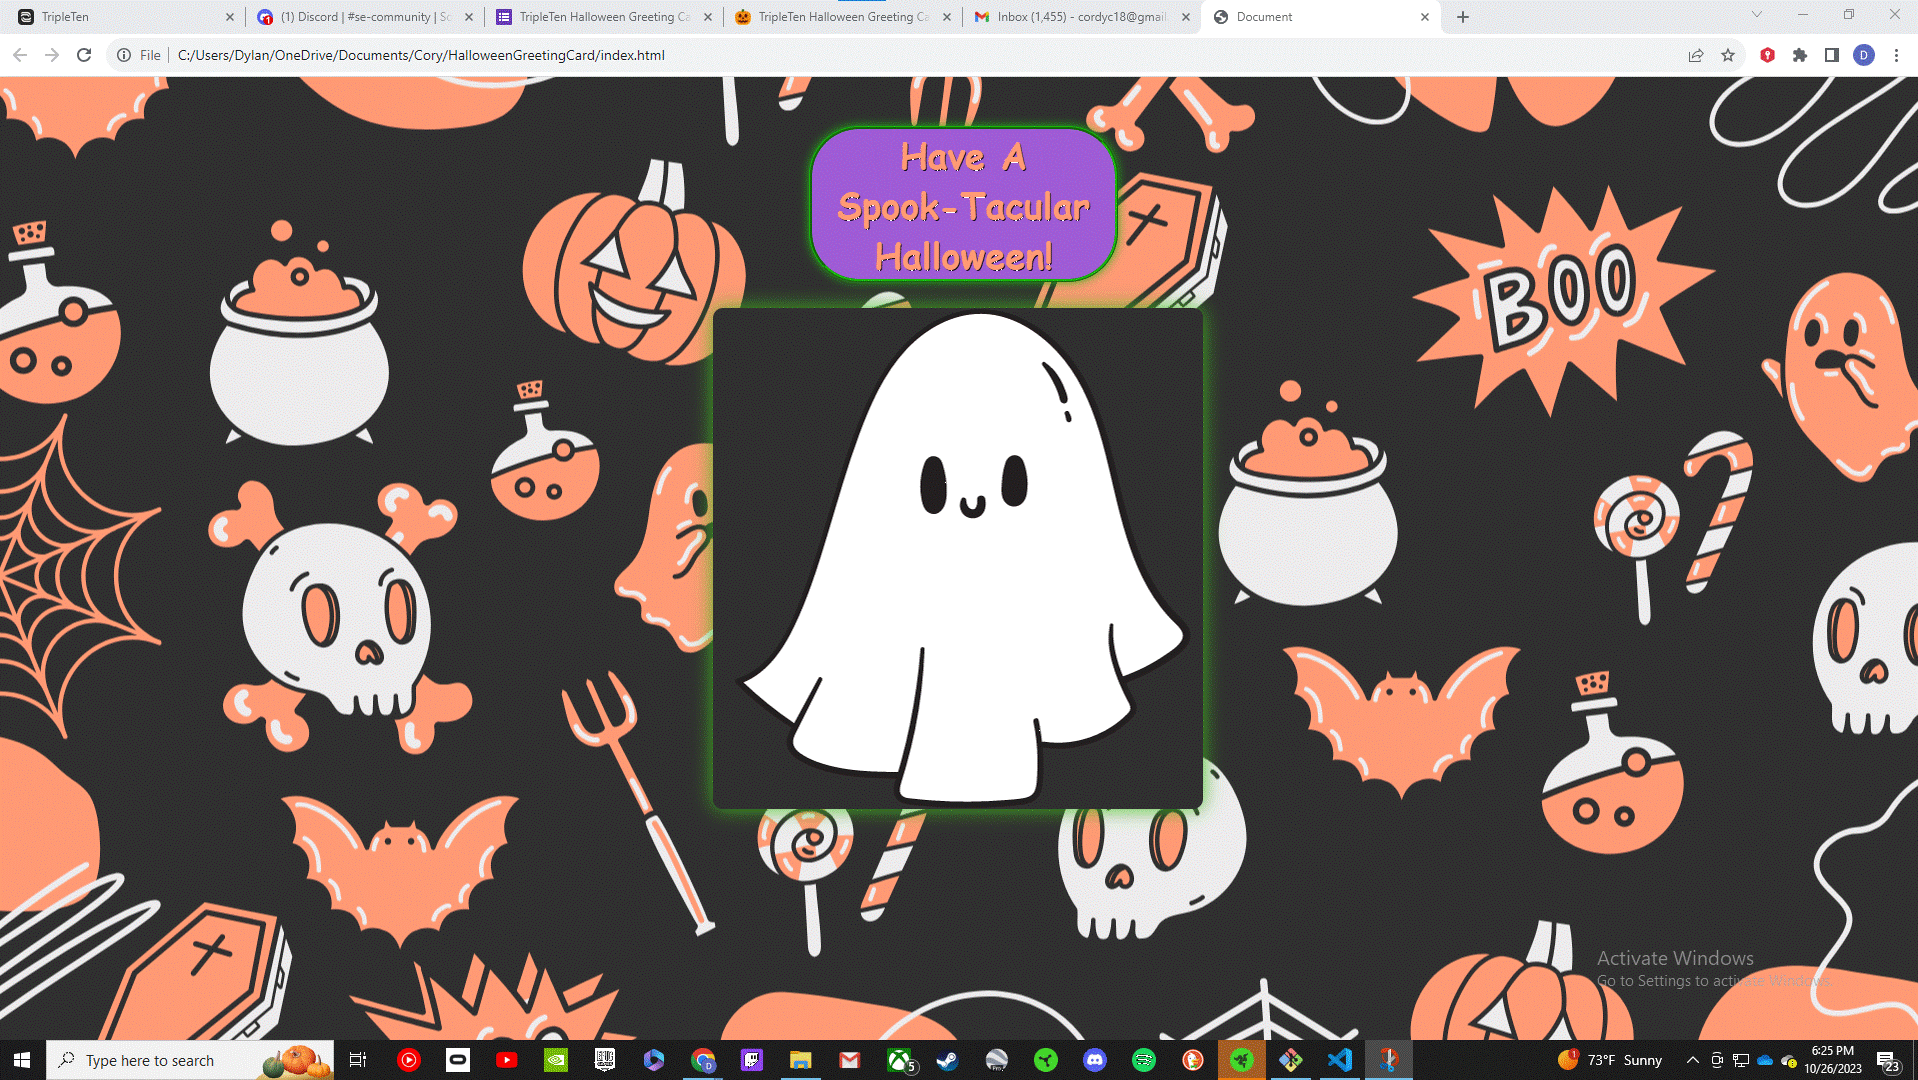 TripleTen
(1) Discord | #se-community | Sc
TripleTen Halloween Greeting Ca
TripleTen Halloween Greeting Ca
Inbox (1,455) - cordyc18@gmail
Document
File
C:/Users/Dylan/OneDrive/Documents/Cory/HalloweenGreetingCard/index.html
D
Have A
Spook-Tacular
Halloween!
BOO
Activate Windows
Go to Settings to activate Windows.
Type here to search
D
5
1
73°F Sunny
6:25 PM
10/26/2023
23